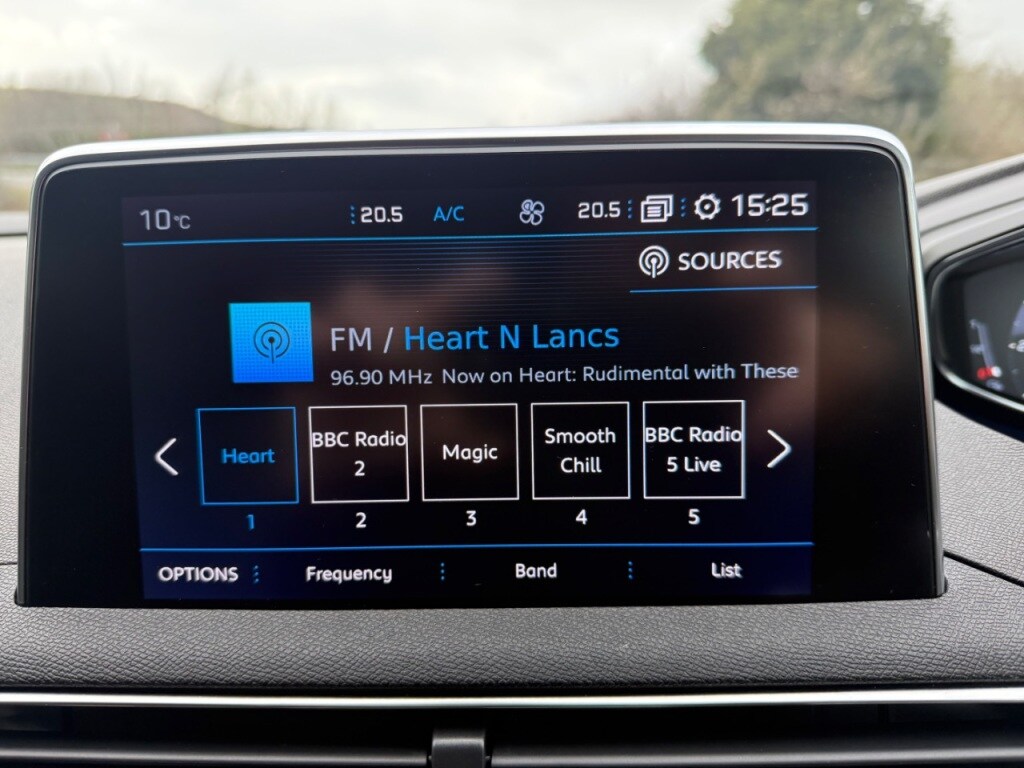 10°C 20.5 A/C 20.5 15:25
SOURCES
FM / Heart N Lancs
96.90 MHz Now on Heart: Rudimental with These
Heart
BBC Radio
2
Magic
Smooth
Chill
BBC Radio
5 Live
1 2 3 4 5
OPTIONS Frequency Band List